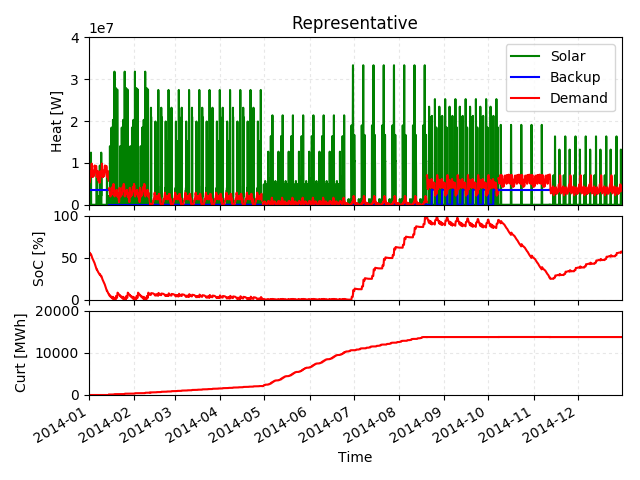 Representative
1e7
4
3
2
1
0
Heat [W]
Solar
Backup
Demand
100
50
0
SoC [%]
20000
10000
0
Curt [MWh]
2014-01
2014-02
2014-03
2014-04
2014-05
2014-06
2014-07
2014-08
2014-09
2014-10
2014-11
2014-12
Time